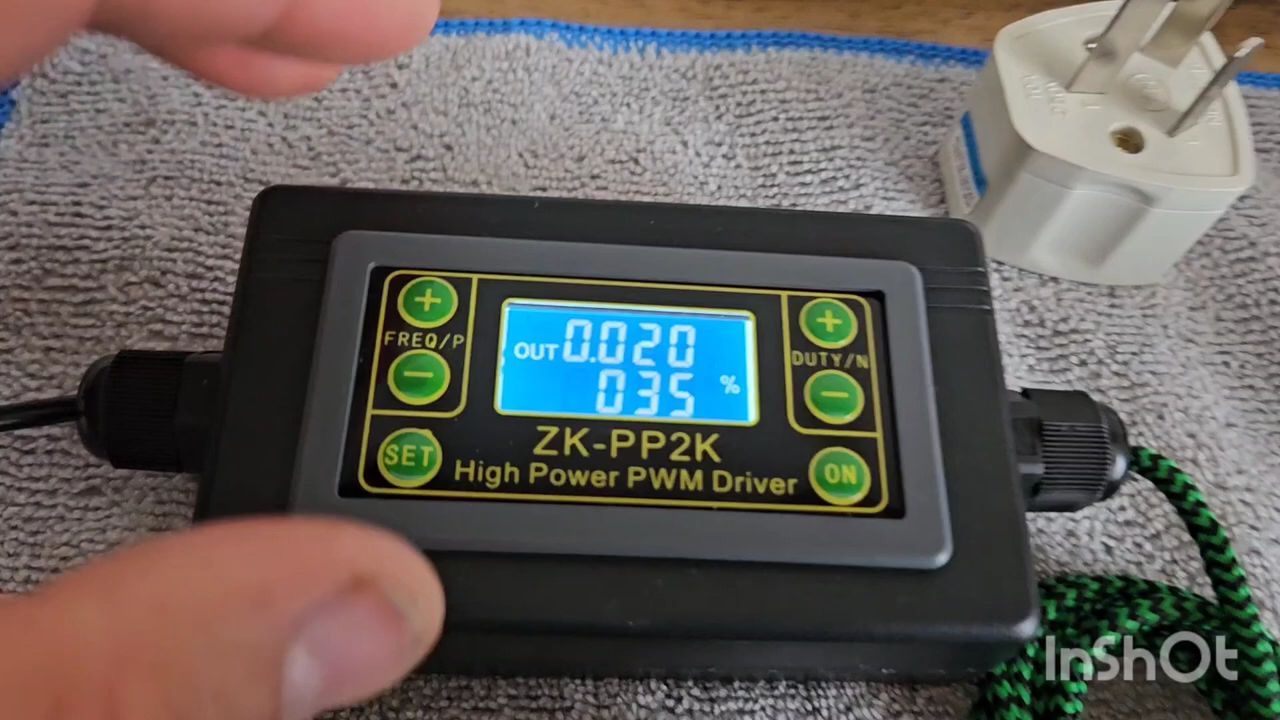 +
FREQ/P
−
SET
OUT 0.020
035 %
ZK-PP2K
High Power PWM Driver
+
DUTY/N
−
ON
InShOt